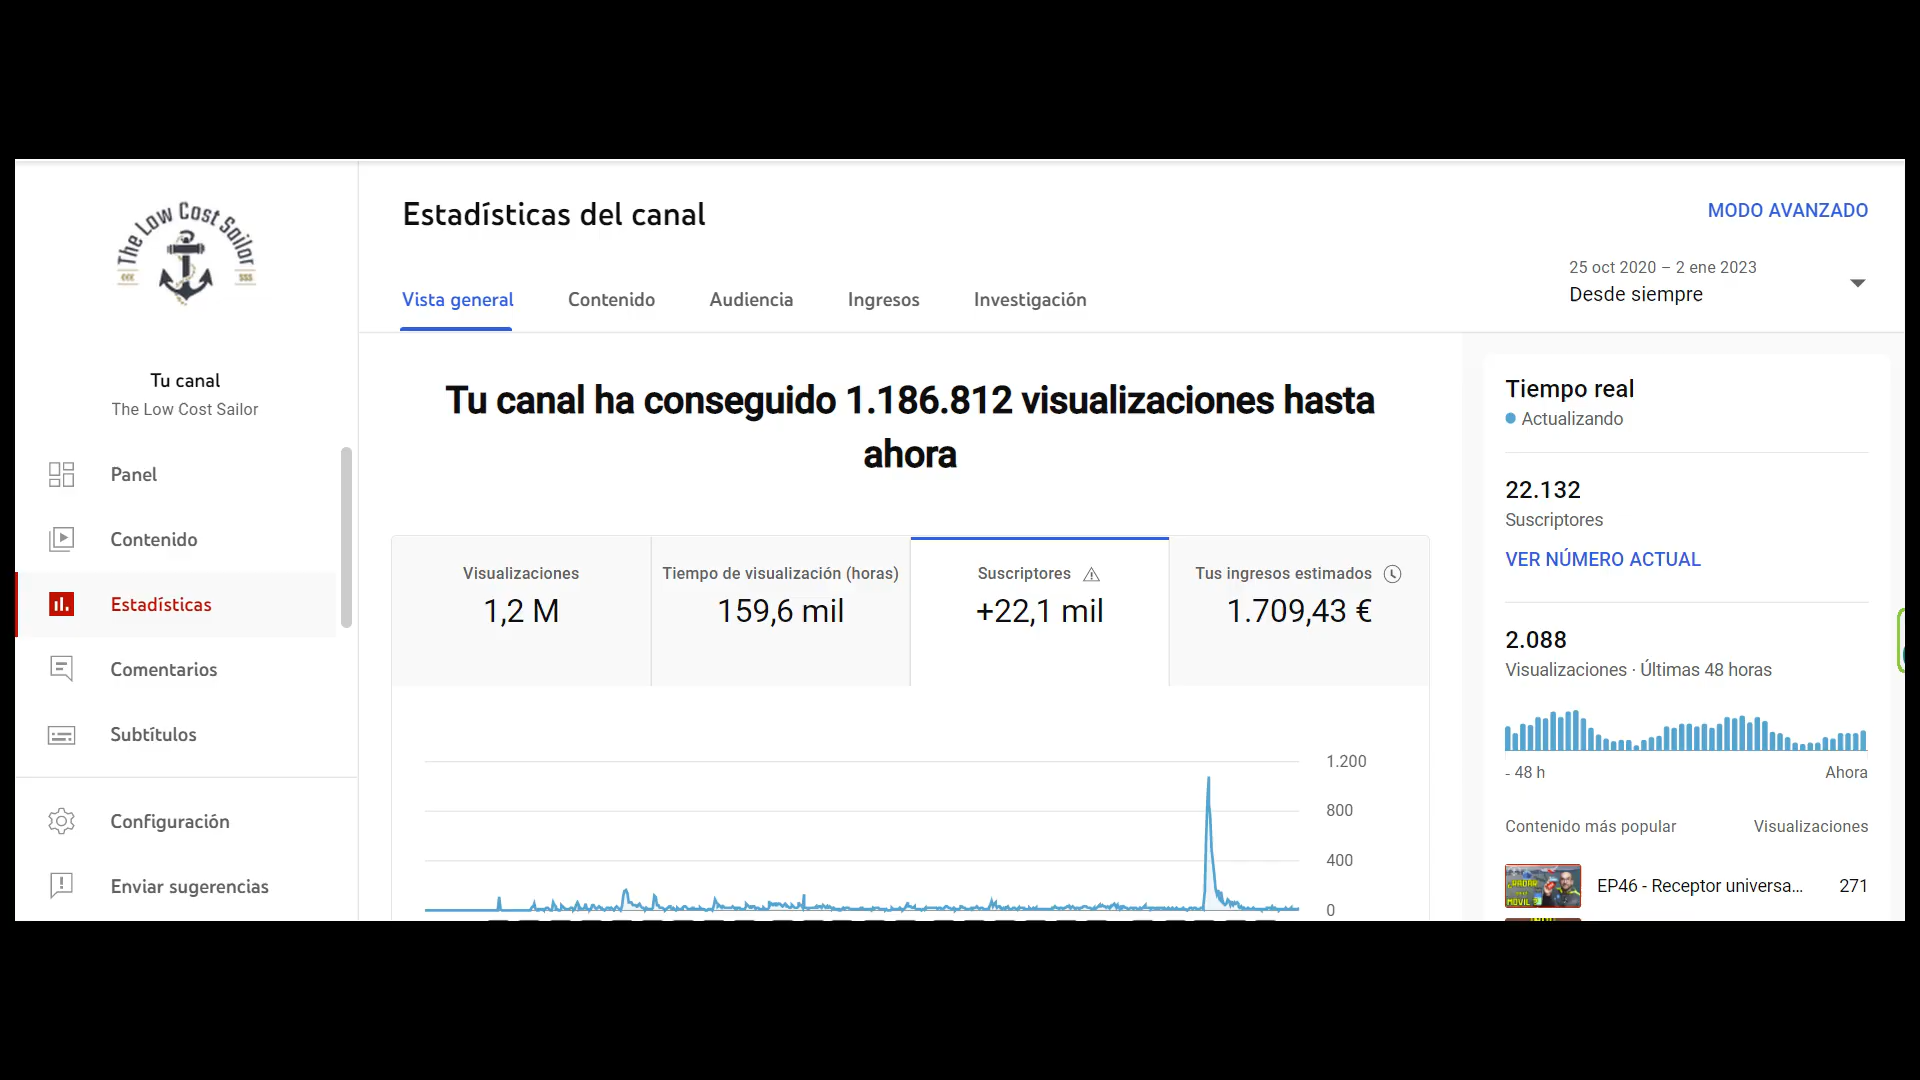 The Low Cost Sailor
€€€
$$$
Tu canal
The Low Cost Sailor
Panel
Contenido
Estadísticas
Comentarios
Subtítulos
Configuración
Enviar sugerencias
Estadísticas del canal
MODO AVANZADO
Vista general
Contenido
Audiencia
Ingresos
Investigación
25 oct 2020 – 2 ene 2023
Desde siempre
Tu canal ha conseguido 1.186.812 visualizaciones hasta
ahora
Visualizaciones
1,2 M
Tiempo de visualización (horas)
159,6 mil
Suscriptores
+22,1 mil
Tus ingresos estimados
1.709,43 €
1.200
800
400
0
Tiempo real
Actualizando
22.132
Suscriptores
VER NÚMERO ACTUAL
2.088
Visualizaciones · Últimas 48 horas
- 48 h
Ahora
Contenido más popular
Visualizaciones
EP46 - Receptor universa...
271